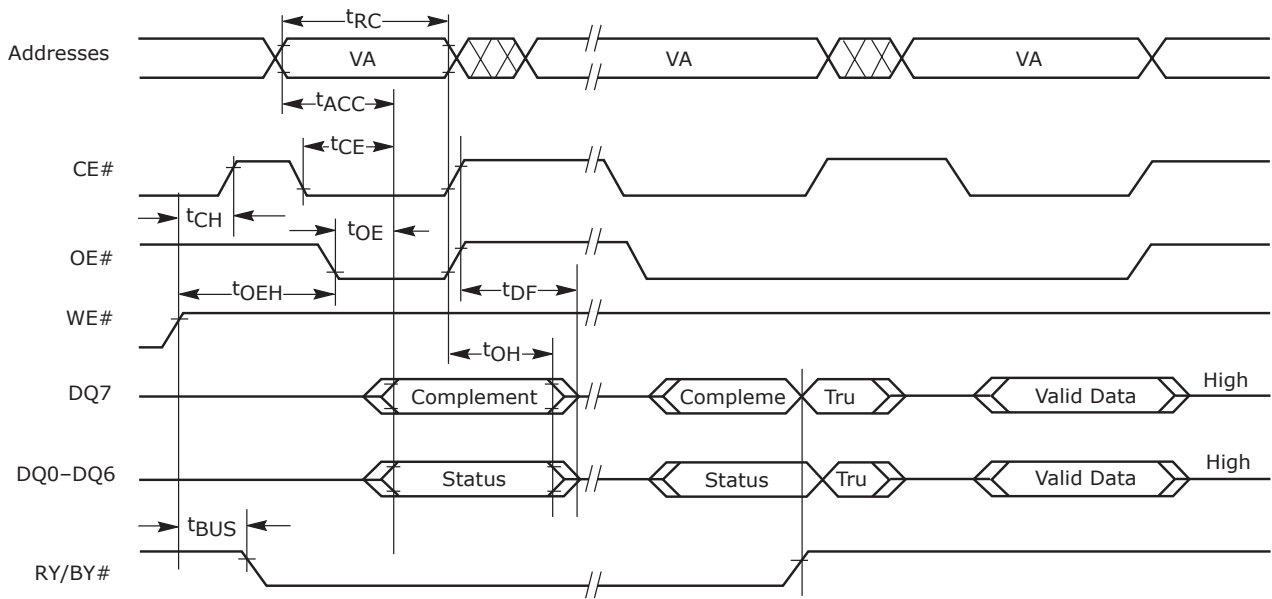 tRC
Addresses VA VA VA
tACC
tCE
CE#
tCH tOE
OE#
tOEH tDF
WE#
tOH
DQ7 Complement Compleme Tru Valid Data High
DQ0–DQ6 Status Status Tru Valid Data High
tBUS
RY/BY#